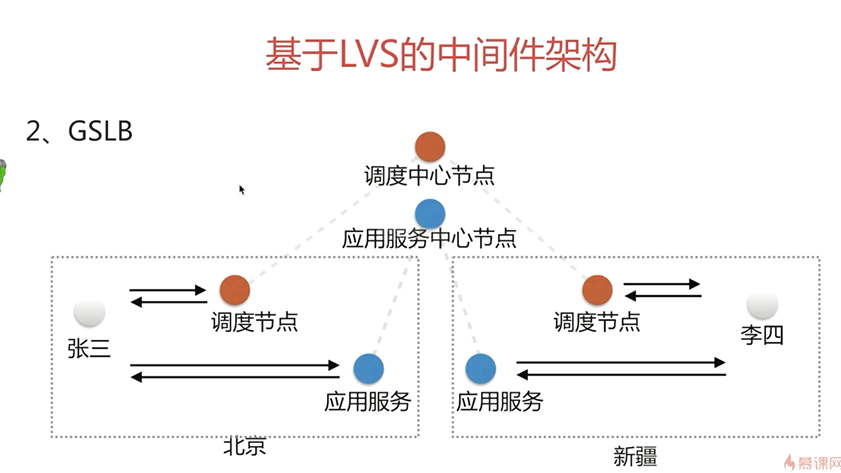 基于LVS的中间件架构
2、GSLB
调度中心节点
应用服务中心节点
调度节点
调度节点
张三
李四
应用服务
应用服务
北京
新疆
慕课网